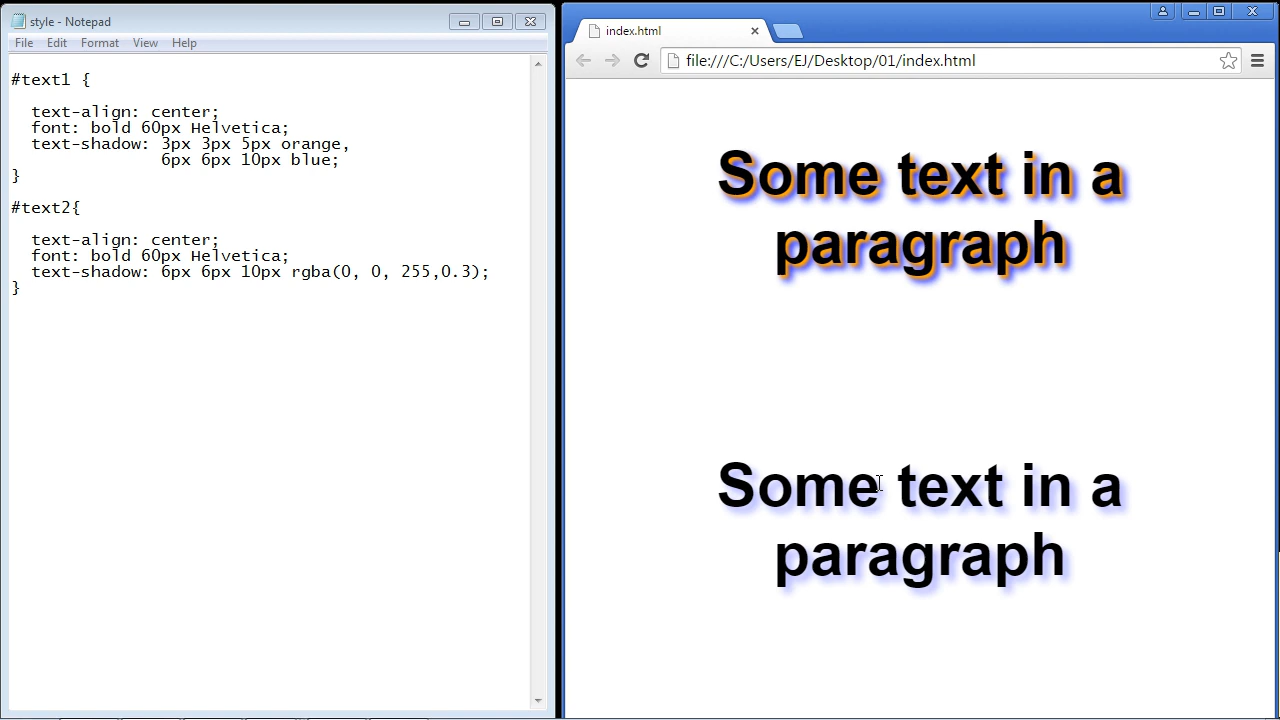 style - Notepad
File Edit Format View Help
#text1 {
text-align: center;
font: bold 60px Helvetica;
text-shadow: 3px 3px 5px orange,
6px 6px 10px blue;
}
#text2{
text-align: center;
font: bold 60px Helvetica;
text-shadow: 6px 6px 10px rgba(0, 0, 255,0.3);
}
index.html
file:///C:/Users/EJ/Desktop/01/index.html
Some text in a
paragraph
Some text in a
paragraph